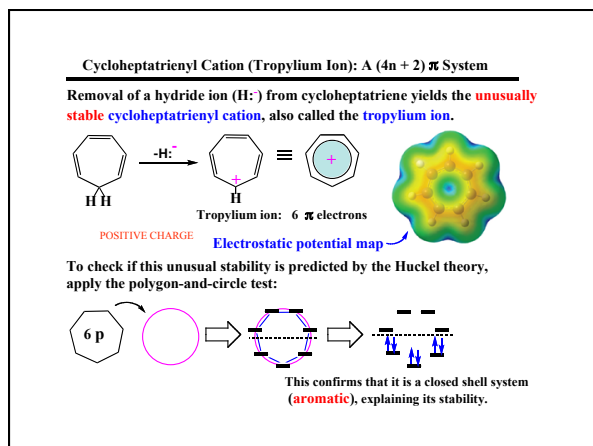 Cycloheptatrienyl Cation (Tropylium Ion): A (4n + 2) π System
Removal of a hydride ion (H:-) from cycloheptatriene yields the unusually
stable cycloheptatrienyl cation, also called the tropylium ion.
-H:-
≡
+
+
H H
H
Tropylium ion: 6 π electrons
POSITIVE CHARGE
Electrostatic potential map
To check if this unusual stability is predicted by the Huckel theory,
apply the polygon-and-circle test:
6 p
This confirms that it is a closed shell system
(aromatic), explaining its stability.